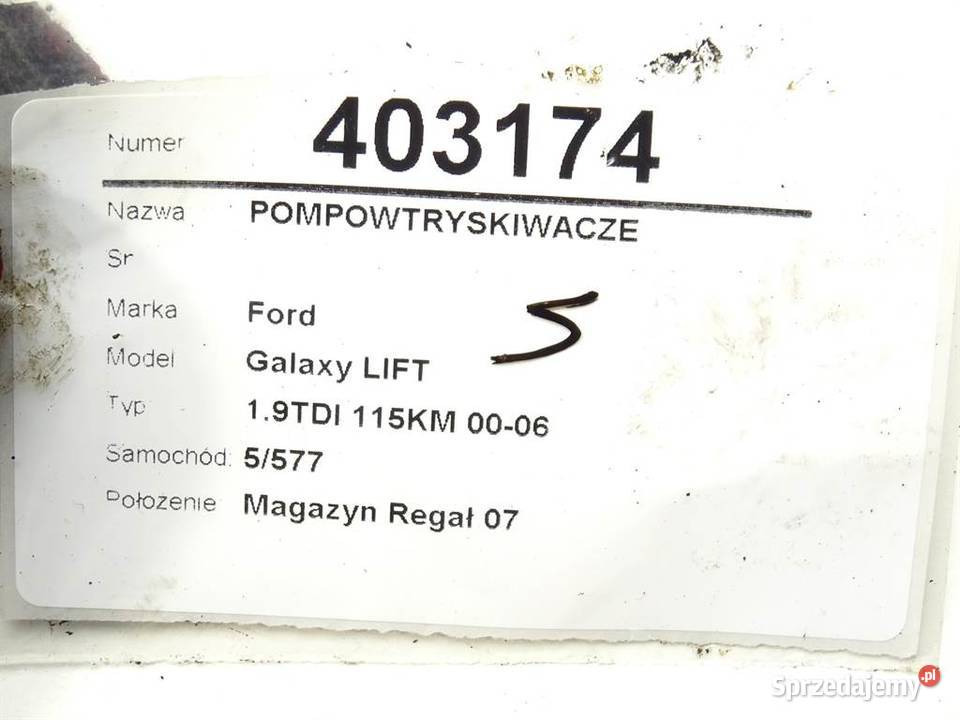 Numer 403174
Nazwa POMPOWTRYSKIWACZE
Sr
Marka Ford
Model Galaxy LIFT
Typ 1.9TDI 115KM 00-06
Samochód: 5/577
Położenie Magazyn Regał 07
5
Sprzedajemy.pl